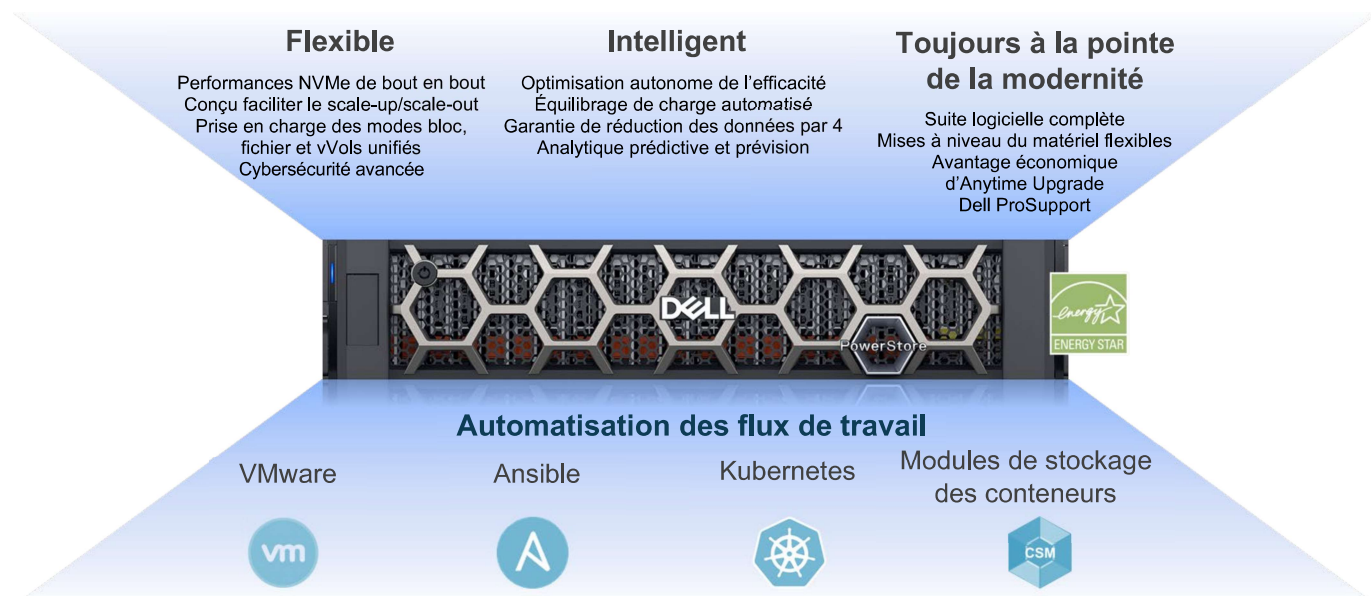 Flexible
Performances NVMe de bout en bout
Conçu faciliter le scale-up/scale-out
Prise en charge des modes bloc,
fichier et vVols unifiés
Cybersécurité avancée
Intelligent
Optimisation autonome de l'efficacité
Équilibrage de charge automatisé
Garantie de réduction des données par 4
Analytique prédictive et prévision
Toujours à la pointe
de la modernité
Suite logicielle complète
Mises à niveau du matériel flexibles
Avantage économique
d'Anytime Upgrade
Dell ProSupport
DELL
PowerStore
energy
ENERGY STAR
Automatisation des flux de travail
VMware
Ansible
Kubernetes
Modules de stockage
des conteneurs
vm
A
CSM